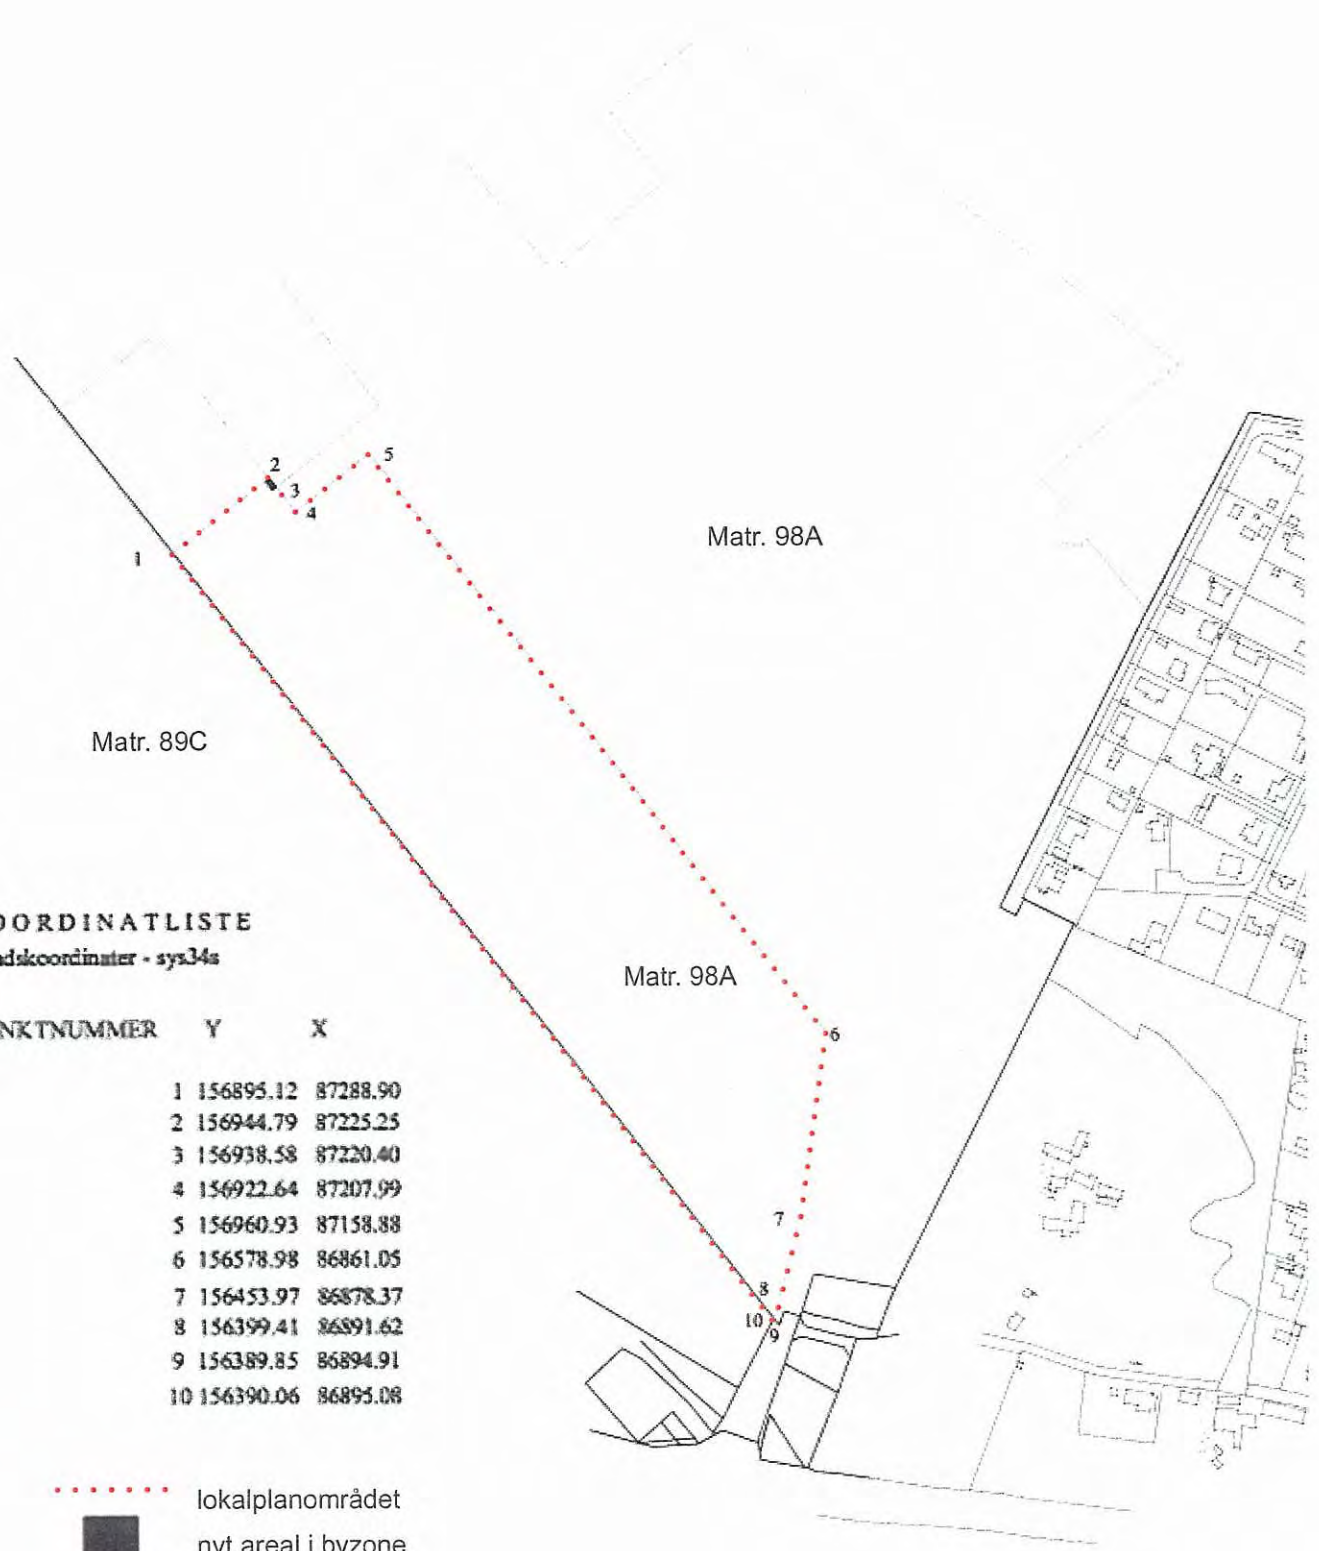 2
5
3
4
1
Matr. 98A
Matr. 89C
OORDINATLISTE
dskoordinater - sys34s
Matr. 98A
6
NKTNUMMER Y X
1 156895.12 87288.90
2 156944.79 87225.25
3 156938.58 87220.40
4 156922.64 87207.99
5 156960.93 87158.88
6 156578.98 86861.05
7 156453.97 86878.37
8 156399.41 86891.62
9 156389.85 86894.91
10 156390.06 86895.08
7
8
10
9
lokalplanområdet
nyt areal i byzone